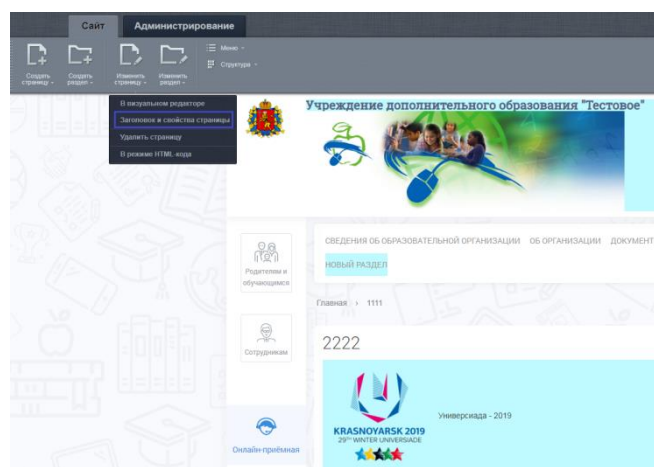 Сайт
Администрирование
Создать страницу
Создать раздел
Изменить страницу
Изменить раздел
Меню
Структура
В визуальном редакторе
Заголовок и свойства страницы
Удалить страницу
В режиме HTML-кода
Учреждение дополнительного образования "Тестовое"
СВЕДЕНИЯ ОБ ОБРАЗОВАТЕЛЬНОЙ ОРГАНИЗАЦИИ ОБ ОРГАНИЗАЦИИ ДОКУМЕНТ
НОВЫЙ РАЗДЕЛ
Родителям и
обучающимся
Главная › 1111
Сотрудникам
2222
KRASNOYARSK 2019
29TH WINTER UNIVERSIADE
Универсиада - 2019
Онлайн-приёмная